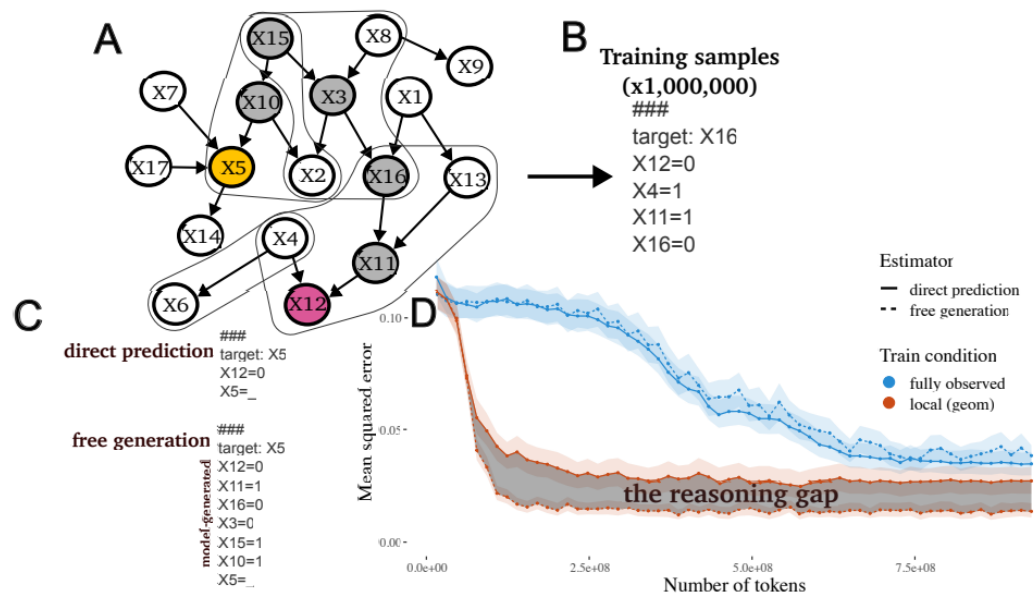 A
X15
X8
X9
X7
X10
X3
X1
X17
X5
X2
X16
X13
X14
X4
X11
X6
X12
B
Training samples
(x1,000,000)
###
target: X16
X12=0
X4=1
X11=1
X16=0
C
direct prediction
###
target: X5
X12=0
X5=_
free generation
###
target: X5
model-generated
X12=0
X11=1
X16=0
X3=0
X15=1
X10=1
X5=_
D
Mean squared error
0.10
0.05
0.00
0.0e+00
2.5e+08
5.0e+08
7.5e+08
Number of tokens
the reasoning gap
Estimator
direct prediction
free generation
Train condition
fully observed
local (geom)